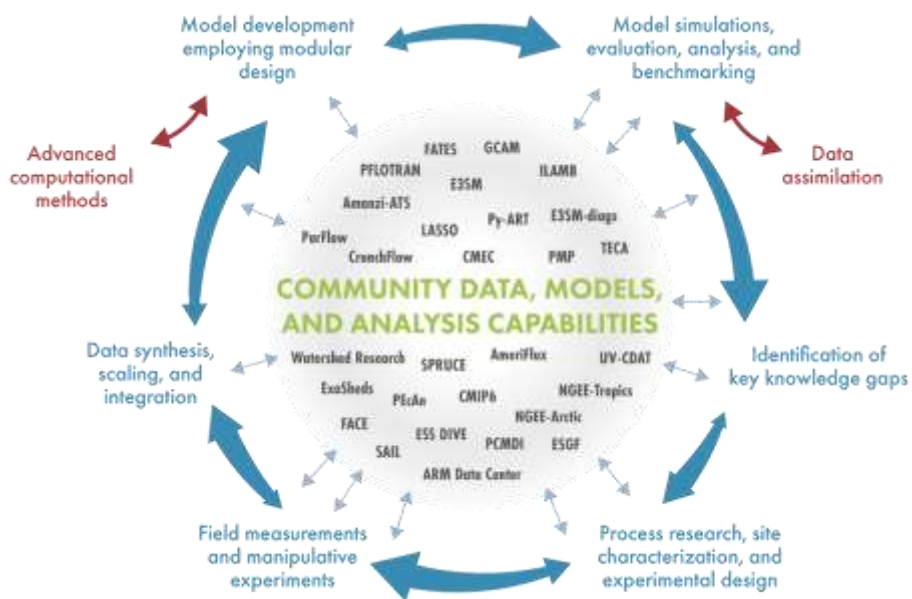 Model development
employing modular
design
Model simulations,
evaluation, analysis, and
benchmarking
Advanced
computational
methods
Data
assimilation
FATES
GCAM
PFLOTRAN
ILAMB
E3SM
Amanzi-ATS
Py-ART
E3SM-diags
LASSO
ParFlow
TECA
CrunchFlow
CMEC
PMP
COMMUNITY DATA, MODELS,
AND ANALYSIS CAPABILITIES
Data synthesis,
scaling, and
integration
Identification of
key knowledge gaps
Watershed Research
SPRUCE
AmeriFlux
UV-CDAT
ExaSheds
PEcAn
CMIP6
NGEE-Tropics
FACE
NGEE-Arctic
ESS DIVE
PCMDI
ESGF
SAIL
ARM Data Center
Field measurements
and manipulative
experiments
Process research, site
characterization, and
experimental design